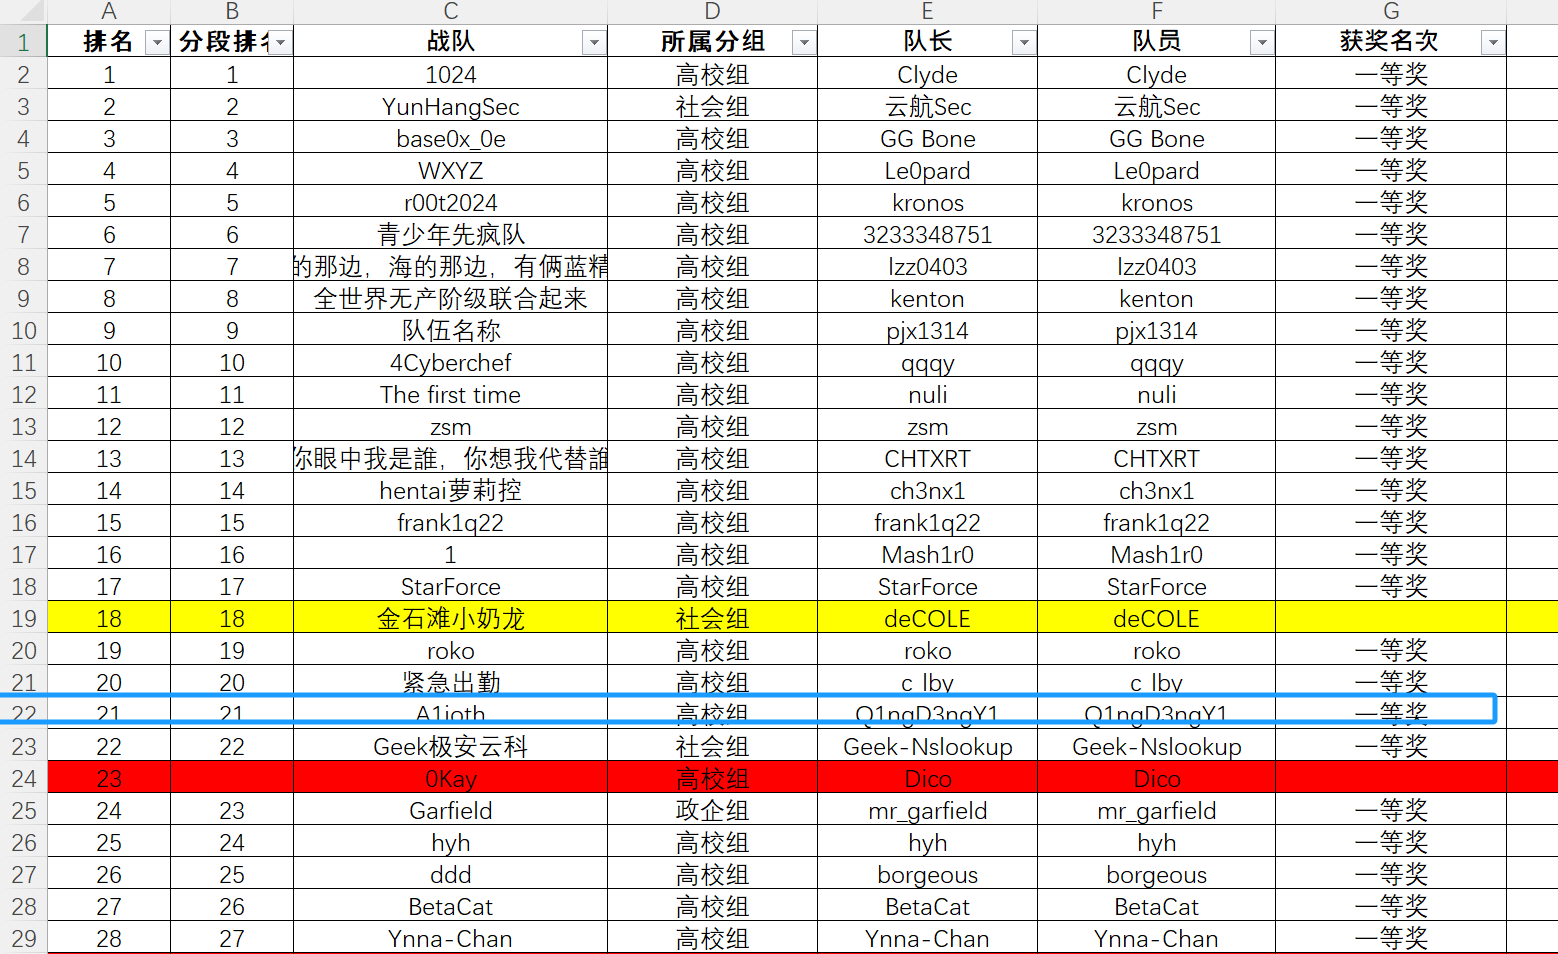 A B C D E F G
1 排名 分段排名 战队 所属分组 队长 队员 获奖名次
2 1 1 1024 高校组 Clyde Clyde 一等奖
3 2 2 YunHangSec 社会组 云航Sec 云航Sec 一等奖
4 3 3 base0x_0e 高校组 GG Bone GG Bone 一等奖
5 4 4 WXYZ 高校组 Le0pard Le0pard 一等奖
6 5 5 r00t2024 高校组 kronos kronos 一等奖
7 6 6 青少年先疯队 高校组 3233348751 3233348751 一等奖
8 7 7 的那边，海的那边，有俩蓝精 高校组 lzz0403 lzz0403 一等奖
9 8 8 全世界无产阶级联合起来 高校组 kenton kenton 一等奖
10 9 9 队伍名称 高校组 pjx1314 pjx1314 一等奖
11 10 10 4Cyberchef 高校组 qqqy qqqy 一等奖
12 11 11 The first time 高校组 nuli nuli 一等奖
13 12 12 zsm 高校组 zsm zsm 一等奖
14 13 13 你眼中我是誰，你想我代替誰 高校组 CHTXRT CHTXRT 一等奖
15 14 14 hentai萝莉控 高校组 ch3nx1 ch3nx1 一等奖
16 15 15 frank1q22 高校组 frank1q22 frank1q22 一等奖
17 16 16 1 高校组 Mash1r0 Mash1r0 一等奖
18 17 17 StarForce 高校组 StarForce StarForce 一等奖
19 18 18 金石滩小奶龙 社会组 deCOLE deCOLE
20 19 19 roko 高校组 roko roko 一等奖
21 20 20 紧急出勤 高校组 c_lby c_lby 一等奖
22 21 21 A1ioth 高校组 Q1ngD3ngY1 Q1ngD3ngY1 一等奖
23 22 22 Geek极安云科 社会组 Geek-Nslookup Geek-Nslookup 一等奖
24 23 0Kay 高校组 Dico Dico
25 24 23 Garfield 政企组 mr_garfield mr_garfield 一等奖
26 25 24 hyh 高校组 hyh hyh 一等奖
27 26 25 ddd 高校组 borgeous borgeous 一等奖
28 27 26 BetaCat 高校组 BetaCat BetaCat 一等奖
29 28 27 Ynna-Chan 高校组 Ynna-Chan Ynna-Chan 一等奖